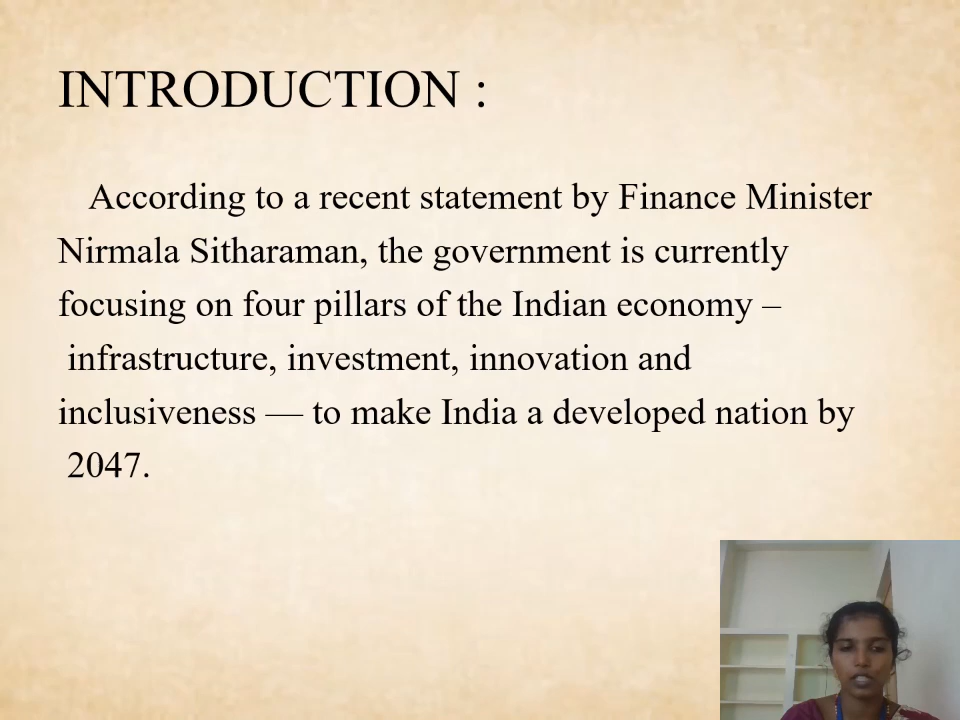 INTRODUCTION :
According to a recent statement by Finance Minister
Nirmala Sitharaman, the government is currently
focusing on four pillars of the Indian economy –
infrastructure, investment, innovation and
inclusiveness — to make India a developed nation by
2047.